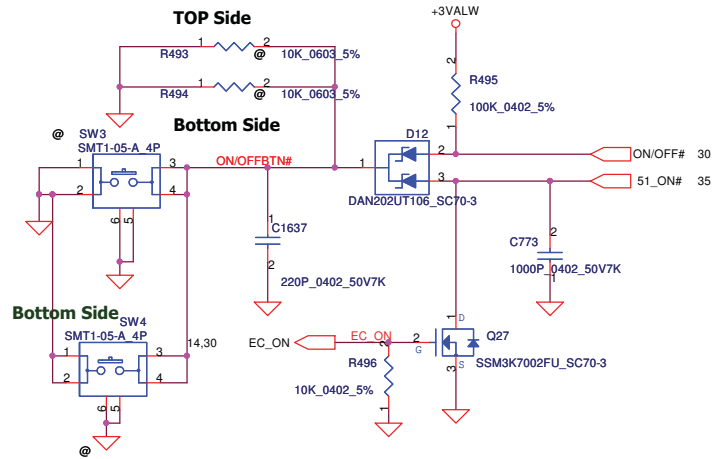 TOP Side
+3VALW
1 2
R493 @ 10K_0603_5%
1 2
R494 @ 10K_0603_5%
2
R495
100K_0402_5%
1
Bottom Side
@
SW3
SMT1-05-A_4P
1 3
2 4
6 5
ON/OFFBTN#
D12
1 2
3
DAN202UT106_SC70-3
ON/OFF# 30
51_ON# 35
1
C1637
2
220P_0402_50V7K
2
C773
1000P_0402_50V7K
1
Bottom Side
SW4
SMT1-05-A_4P
14,30
1 3
2 4
6 5
@
EC_ON
EC_ON
2
R496
10K_0402_5%
1
1 D
2 G
3 S
Q27
SSM3K7002FU_SC70-3